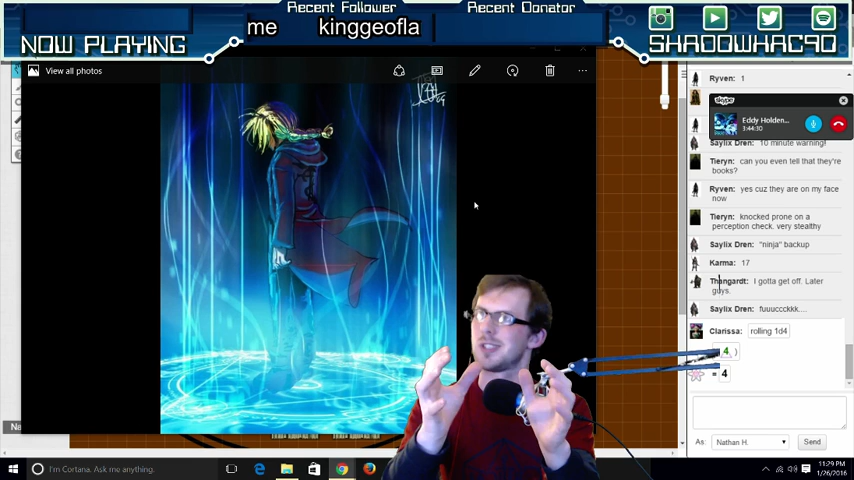 Recent Follower
Recent Donator
me kinggeofla
NOW PLAYING
SHADOWHAC90
View all photos
Ryven: 1
skype
Eddy Holden...
3:44:30
Saylix Dren: 10 minute warning!
Tieryn: can you even tell that they're
books?
Ryven: yes cuz they are on my face
now
Tieryn: knocked prone on a
perception check. very stealthy
Saylix Dren: "ninja" backup
Karma: 17
Thangardt: I gotta get off. Later
guys.
Saylix Dren: fuuuccckkk....
Clarissa: rolling 1d4
4 )
= 4
As: Nathan H. Send
Na
I'm Cortana. Ask me anything.
11:29 PM
1/26/2016